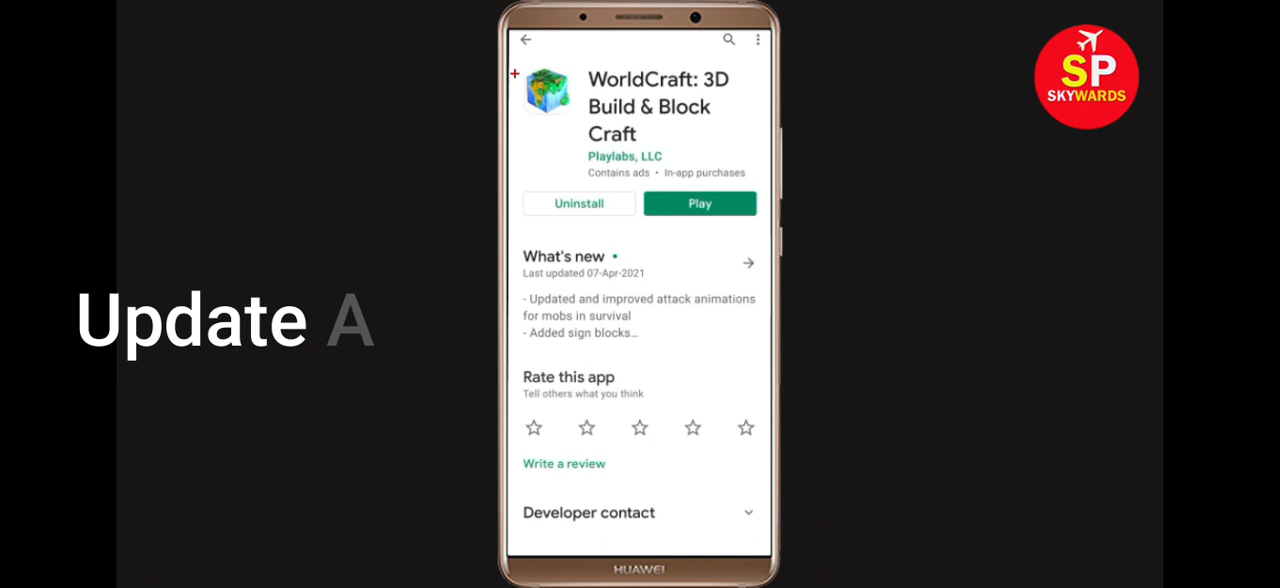 SP
SKYWARDS
WorldCraft: 3D
Build & Block
Craft
Playlabs, LLC
Contains ads • In-app purchases
Uninstall
Play
What's new •
Last updated 07-Apr-2021
- Updated and improved attack animations
for mobs in survival
- Added sign blocks...
Update A
Rate this app
Tell others what you think
Write a review
Developer contact
HUAWEI